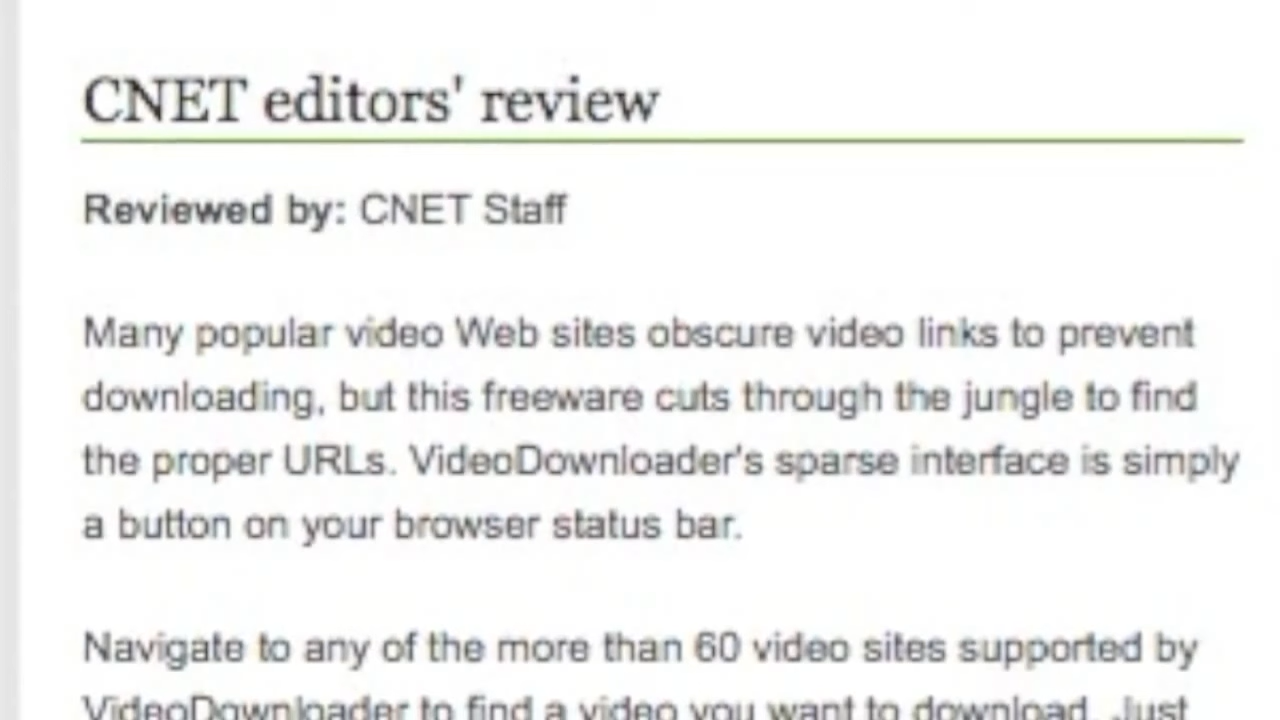 CNET editors' review
Reviewed by: CNET Staff
Many popular video Web sites obscure video links to prevent
downloading, but this freeware cuts through the jungle to find
the proper URLs. VideoDownloader's sparse interface is simply
a button on your browser status bar.
Navigate to any of the more than 60 video sites supported by
VideoDownloader to find a video you want to download. Just